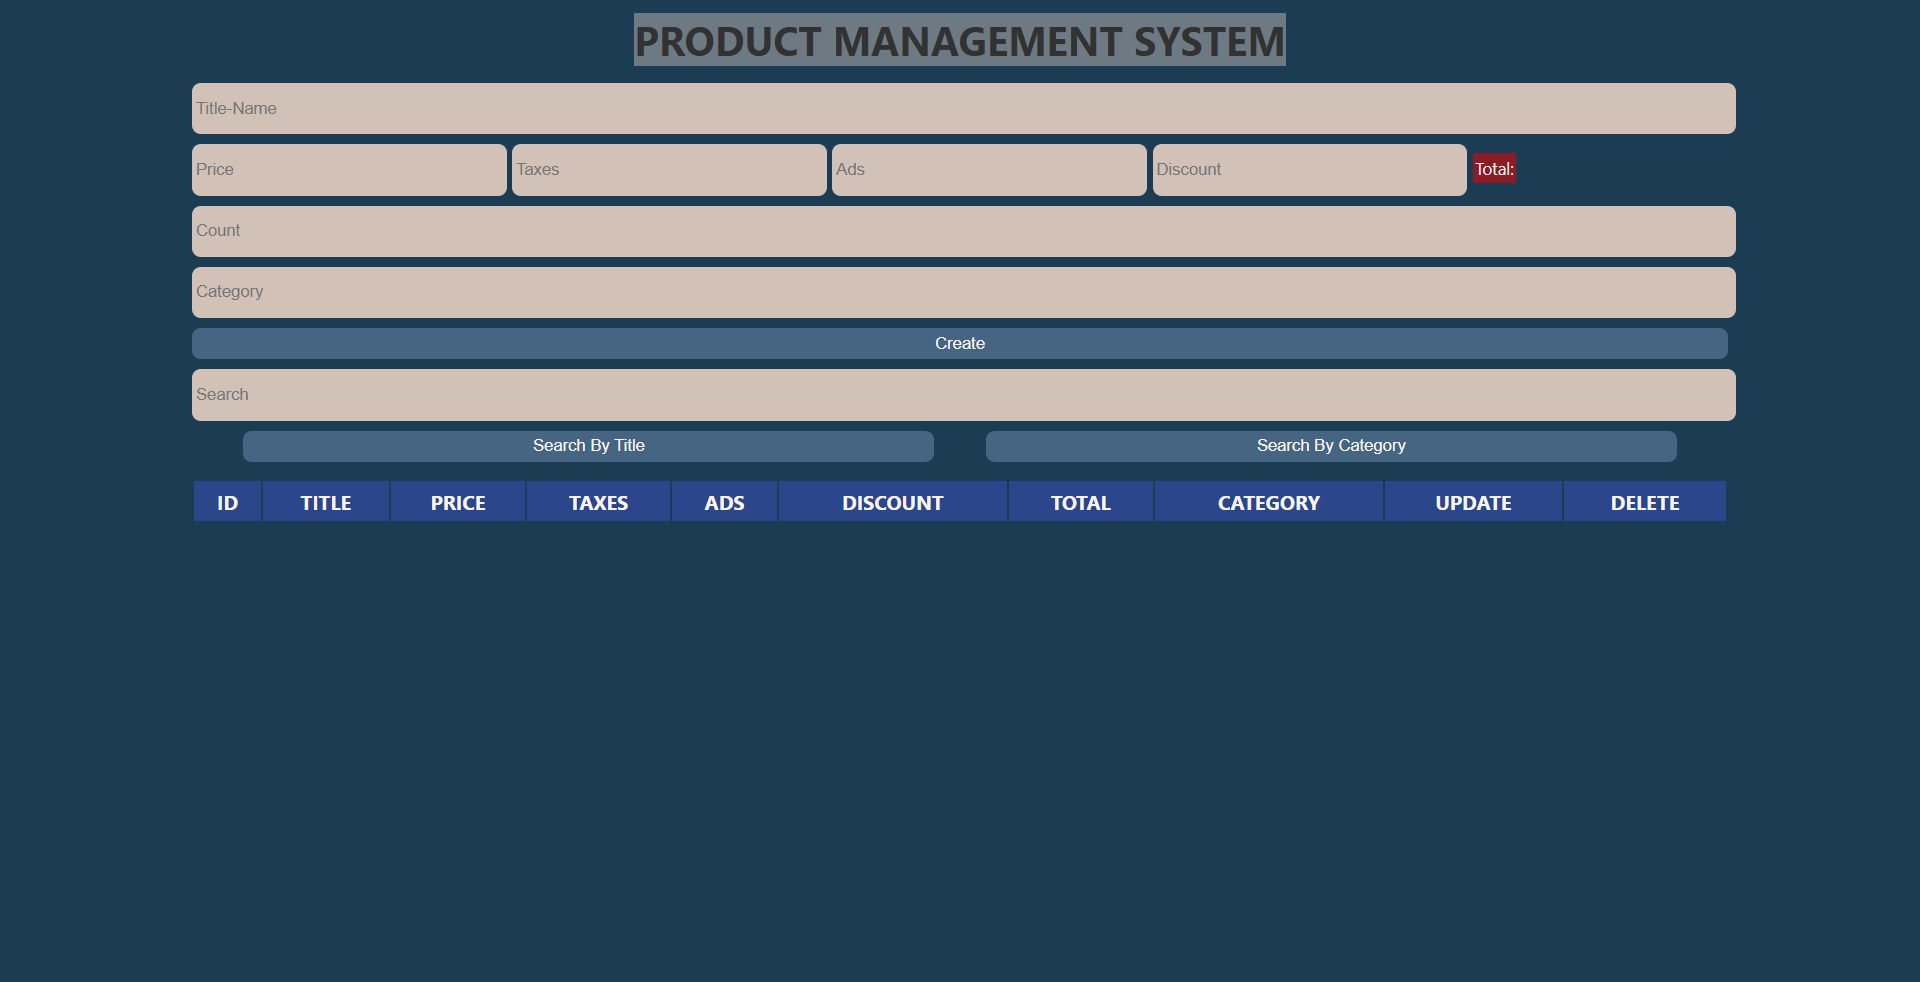 PRODUCT MANAGEMENT SYSTEM
Title-Name
Price Taxes Ads Discount Total:
Count
Category
Create
Search
Search By Title Search By Category
ID TITLE PRICE TAXES ADS DISCOUNT TOTAL CATEGORY UPDATE DELETE